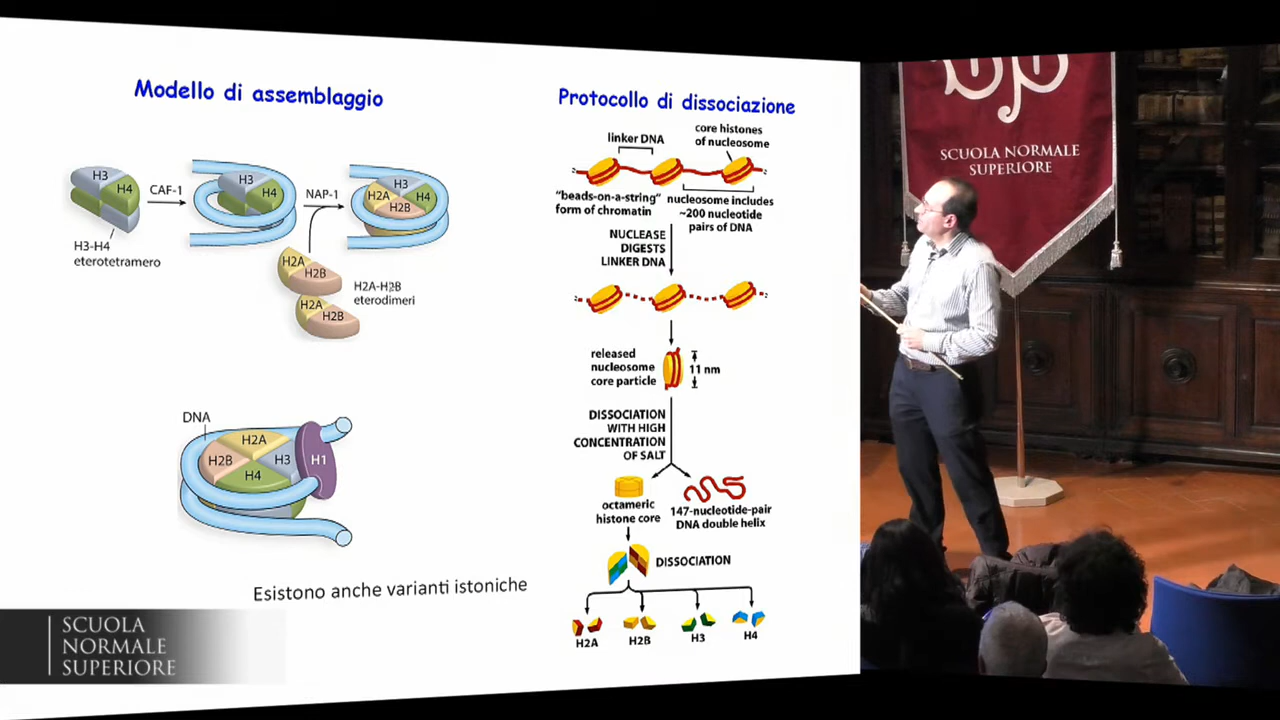 Modello di assemblaggio
H3
H4
CAF-1
H3
H4
NAP-1
H3
H2A
H4
H2B
H3-H4
eterotetramero
H2A
H2B
H2A
H2B
H2A-H2B
eterodimeri
DNA
H2A
H2B
H3
H4
H1
Esistono anche varianti istoniche
Protocollo di dissociazione
linker DNA
core histones
of nucleosome
"beads-on-a-string"
form of chromatin
nucleosome includes
~200 nucleotide
pairs of DNA
NUCLEASE
DIGESTS
LINKER DNA
released
nucleosome
core particle
11 nm
DISSOCIATION
WITH HIGH
CONCENTRATION
OF SALT
octameric
histone core
147-nucleotide-pair
DNA double helix
DISSOCIATION
H2A
H2B
H3
H4
SCUOLA
NORMALE
SUPERIORE
SCUOLA NORMALE
SUPERIORE